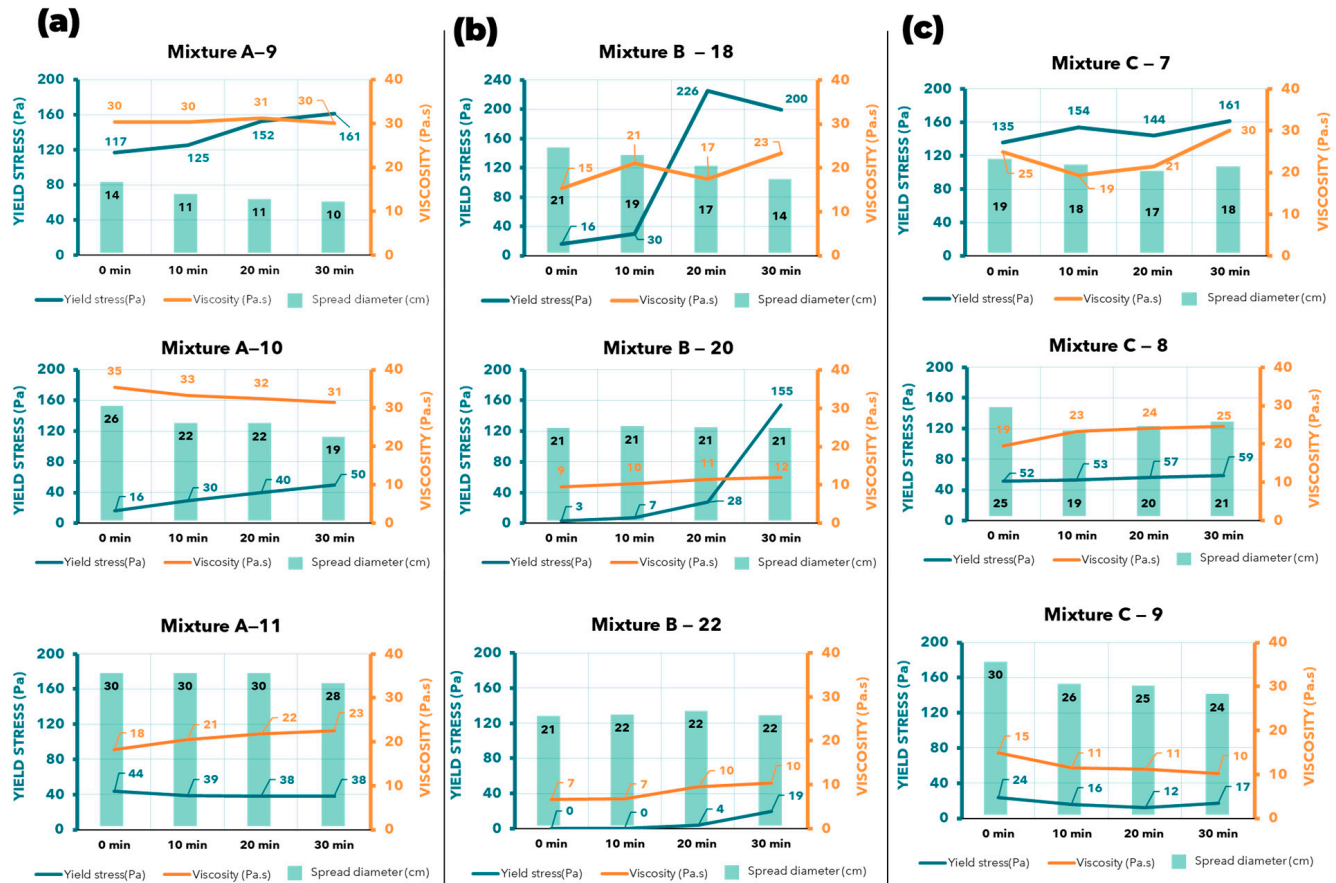 (a)
Mixture A–9
YIELD STRESS (Pa)
200
160
120
80
40
0
117
125
152
161
30
30
31
30
14
11
11
10
40
30
20
10
0
VISCOSITY (Pa.s)
0 min
10 min
20 min
30 min
Yield stress(Pa)
Viscosity (Pa.s)
Spread diameter (cm)
Mixture A–10
YIELD STRESS (Pa)
200
160
120
80
40
0
35
33
32
31
26
22
22
19
16
30
40
50
40
30
20
10
0
VISCOSITY (Pa.s)
0 min
10 min
20 min
30 min
Yield stress(Pa)
Viscosity (Pa.s)
Spread diameter (cm)
Mixture A–11
YIELD STRESS (Pa)
200
160
120
80
40
0
30
30
30
28
18
21
22
23
44
39
38
38
40
30
20
10
0
VISCOSITY (Pa.s)
0 min
10 min
20 min
30 min
Yield stress(Pa)
Viscosity (Pa.s)
Spread diameter (cm)
(b)
Mixture B – 18
YIELD STRESS (Pa)
240
200
160
120
80
40
0
226
200
15
21
17
23
21
19
17
14
16
30
40
30
20
10
0
VISCOSITY (Pa.s)
0 min
10 min
20 min
30 min
Yield stress(Pa)
Viscosity (Pa.s)
Spread diameter (cm)
Mixture B – 20
YIELD STRESS (Pa)
200
160
120
80
40
0
155
21
21
21
21
9
10
11
12
3
7
28
40
30
20
10
0
VISCOSITY (Pa.s)
0 min
10 min
20 min
30 min
Yield stress(Pa)
Viscosity (Pa.s)
Spread diameter (cm)
Mixture B – 22
YIELD STRESS (Pa)
200
160
120
80
40
0
21
22
22
22
7
7
10
10
0
0
4
19
40
30
20
10
0
VISCOSITY (Pa.s)
0 min
10 min
20 min
30 min
Yield stress(Pa)
Viscosity (Pa.s)
Spread diameter (cm)
(c)
Mixture C – 7
YIELD STRESS (Pa)
200
160
120
80
40
0
135
154
144
161
25
19
21
30
19
18
17
18
40
30
20
10
0
VISCOSITY (Pa.s)
0 min
10 min
20 min
30 min
Yield stress(Pa)
Viscosity (Pa.s)
Spread diameter (cm)
Mixture C – 8
YIELD STRESS (Pa)
200
160
120
80
40
0
19
23
24
25
52
53
57
59
25
19
20
21
40
30
20
10
0
VISCOSITY (Pa.s)
0 min
10 min
20 min
30 min
Yield stress(Pa)
Viscosity (Pa.s)
Spread diameter (cm)
Mixture C – 9
YIELD STRESS (Pa)
200
160
120
80
40
0
30
26
25
24
15
11
11
10
24
16
12
17
40
30
20
10
0
VISCOSITY (Pa.s)
0 min
10 min
20 min
30 min
Yield stress(Pa)
Viscosity (Pa.s)
Spread diameter (cm)